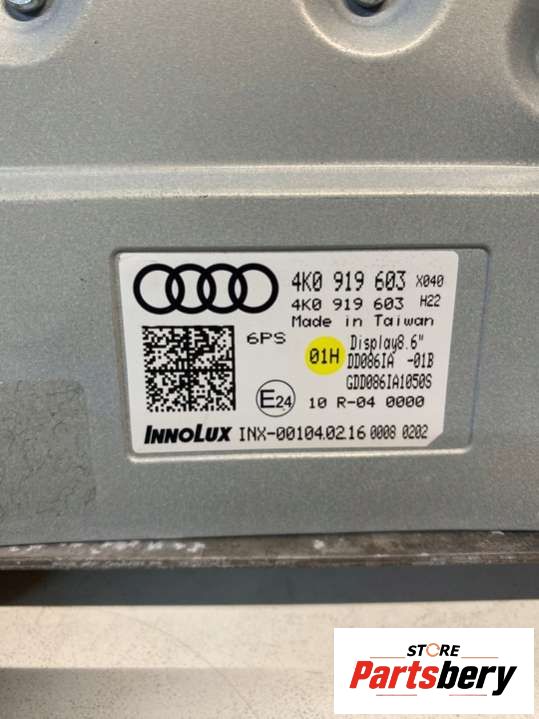 4K0 919 603 X040
4K0 919 603 H22
Made in Taiwan
6PS
01H
Display8.6"
DD086IA -01B
GDD086IA1050S
E24
10 R-04 0000
INNOLUX INX-00104.02.16 0008 0202
STORE
Partsbery